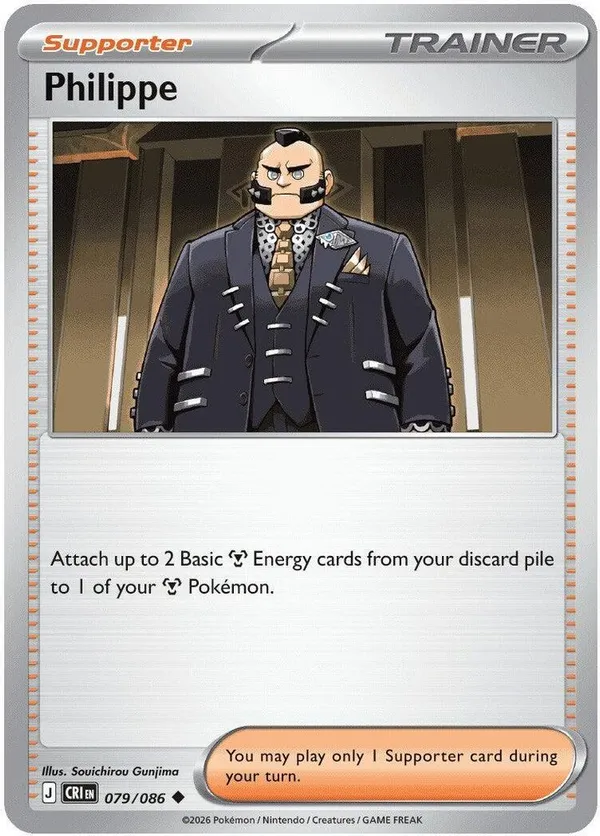 Supporter
TRAINER
Philippe
Attach up to 2 Basic Energy cards from your discard pile
to 1 of your Pokémon.
You may play only 1 Supporter card during
your turn.
Illus. Souichirou Gunjima
J CRI EN 079/086
©2026 Pokémon / Nintendo / Creatures / GAME FREAK